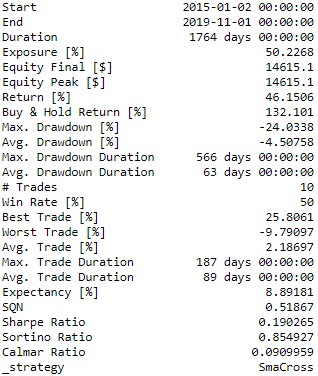 Start 2015-01-02 00:00:00
End 2019-11-01 00:00:00
Duration 1764 days 00:00:00
Exposure [%] 50.2268
Equity Final [$] 14615.1
Equity Peak [$] 14615.1
Return [%] 46.1506
Buy & Hold Return [%] 132.101
Max. Drawdown [%] -24.0338
Avg. Drawdown [%] -4.50758
Max. Drawdown Duration 566 days 00:00:00
Avg. Drawdown Duration 63 days 00:00:00
# Trades 10
Win Rate [%] 50
Best Trade [%] 25.8061
Worst Trade [%] -9.79097
Avg. Trade [%] 2.18697
Max. Trade Duration 187 days 00:00:00
Avg. Trade Duration 89 days 00:00:00
Expectancy [%] 8.89181
SQN 0.51867
Sharpe Ratio 0.190265
Sortino Ratio 0.854927
Calmar Ratio 0.0909959
_strategy SmaCross